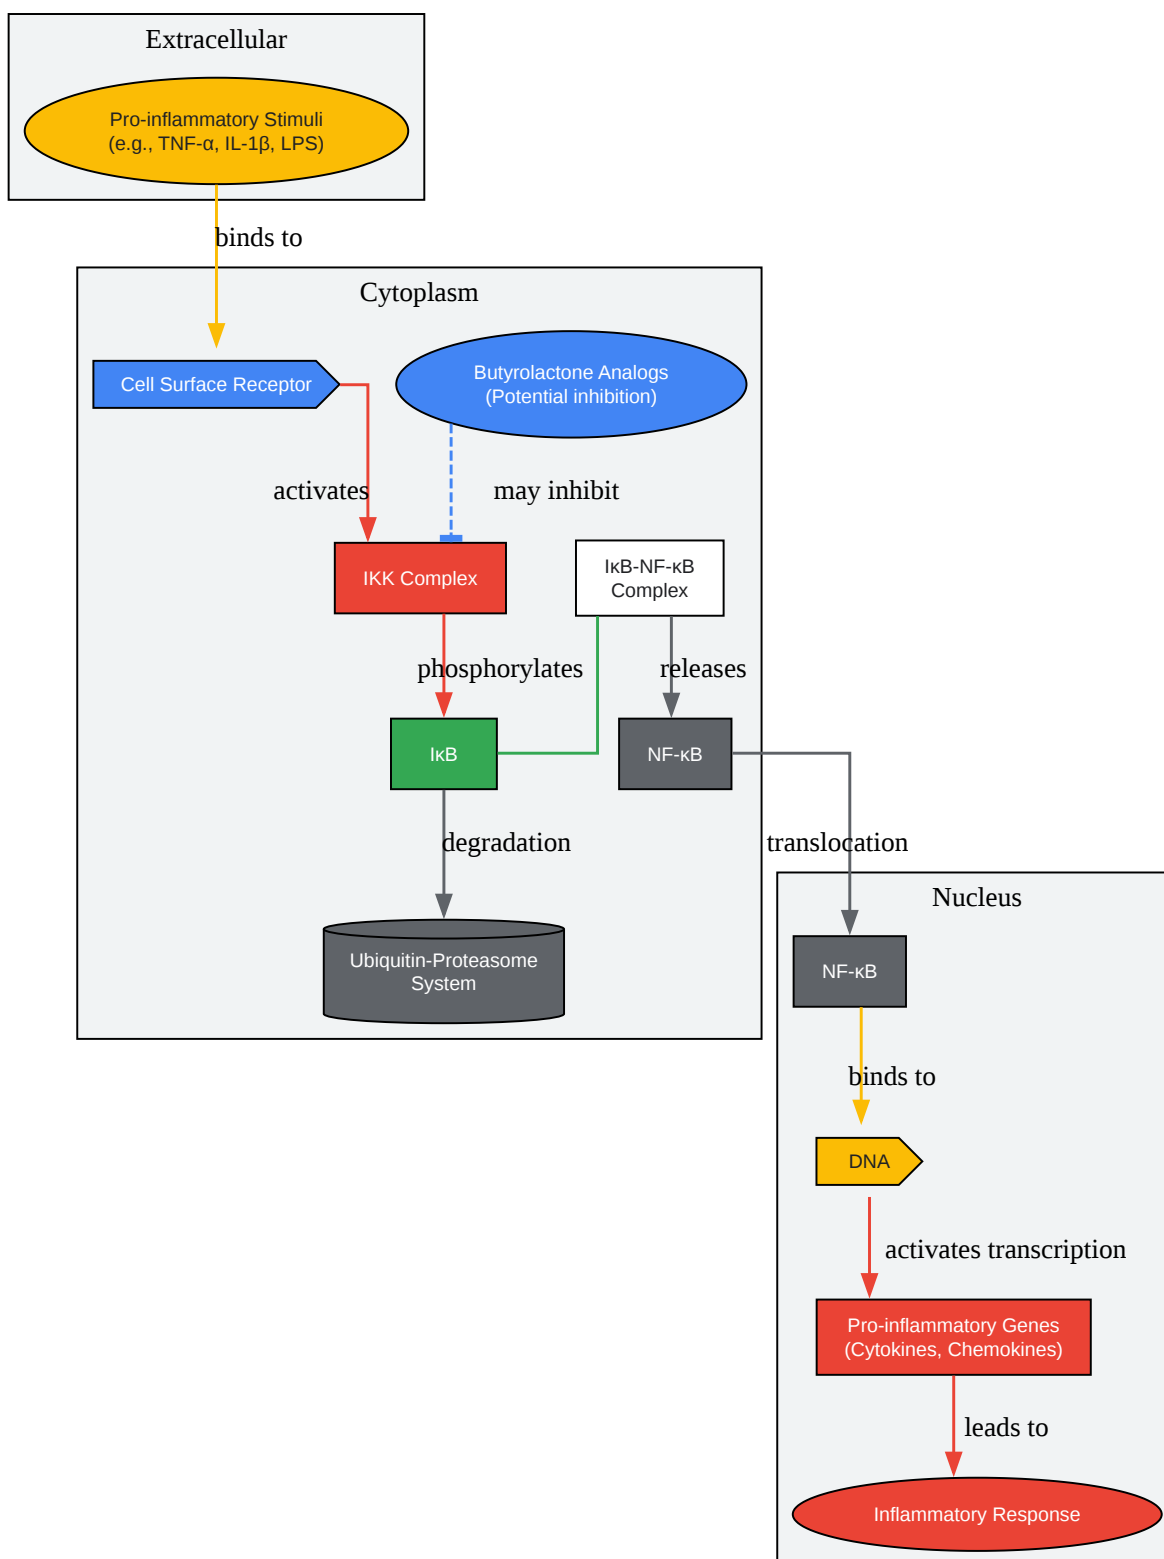 Extracellular
Pro-inflammatory Stimuli
(e.g., TNF-α, IL-1β, LPS)
binds to
Cytoplasm
Cell Surface Receptor
Butyrolactone Analogs
(Potential inhibition)
activates
may inhibit
IKK Complex
IκB-NF-κB
Complex
phosphorylates
releases
IκB
NF-κB
degradation
translocation
Nucleus
Ubiquitin-Proteasome
System
NF-κB
binds to
DNA
activates transcription
Pro-inflammatory Genes
(Cytokines, Chemokines)
leads to
Inflammatory Response